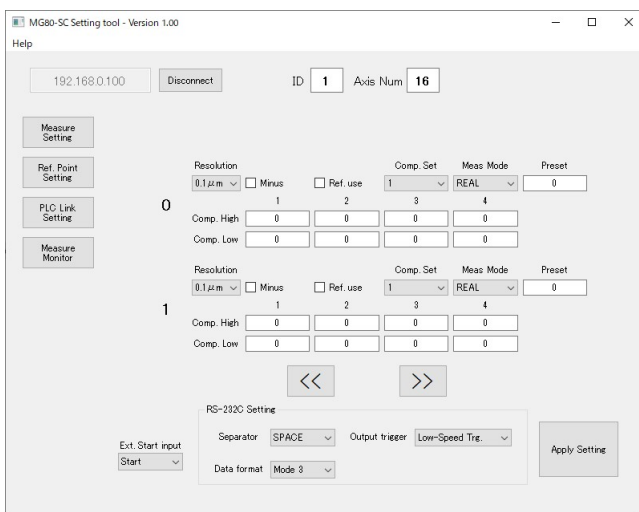 MG80-SC Setting tool - Version 1.00
Help
192.168.0.100 Disconnect ID 1 Axis Num 16
Measure Setting
Ref. Point Setting
PLC Link Setting
Measure Monitor
Resolution Comp. Set Meas Mode Preset
0 0.1μm Minus Ref. use 1 REAL 0
1 2 3 4
Comp. High 0 0 0 0
Comp. Low 0 0 0 0
Resolution Comp. Set Meas Mode Preset
1 0.1μm Minus Ref. use 1 REAL 0
1 2 3 4
Comp. High 0 0 0 0
Comp. Low 0 0 0 0
<< >>
RS-232C Setting
Separator SPACE Output trigger Low-Speed Trg.
Data format Mode 3
Ext. Start input
Start
Apply Setting